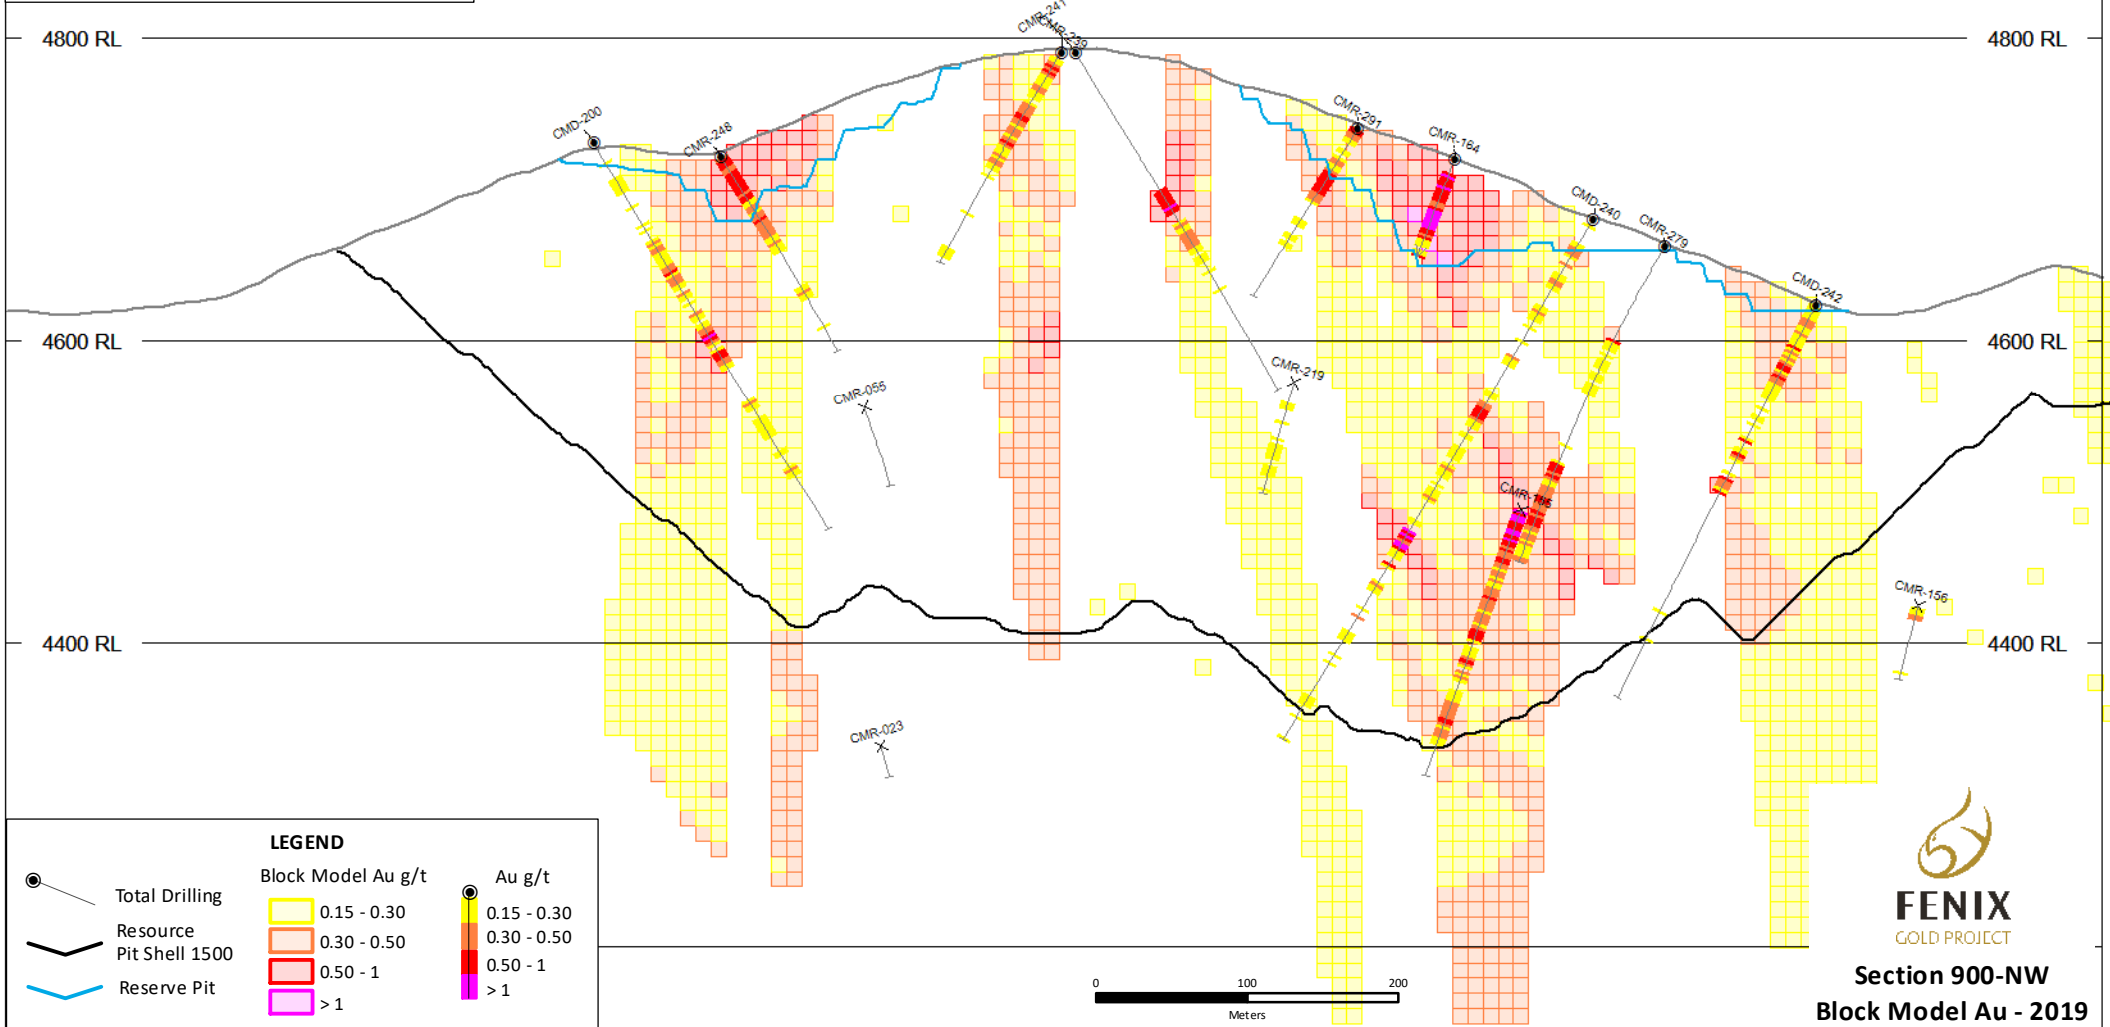 CMR-241
CMR-239
4800 RL
4800 RL
CMD-200
CMR-248
CMR-291
CMR-164
CMD-240
CMR-279
CMD-242
4600 RL
4600 RL
CMR-055
CMR-219
CMR-156
4400 RL
4400 RL
CMR-023
LEGEND
Total Drilling
Resource
Pit Shell 1500
Reserve Pit
Block Model Au g/t
0.15 - 0.30
0.30 - 0.50
0.50 - 1
> 1
Au g/t
0.15 - 0.30
0.30 - 0.50
0.50 - 1
> 1
0 100 200
Meters
FENIX
GOLD PROJECT
Section 900-NW
Block Model Au - 2019